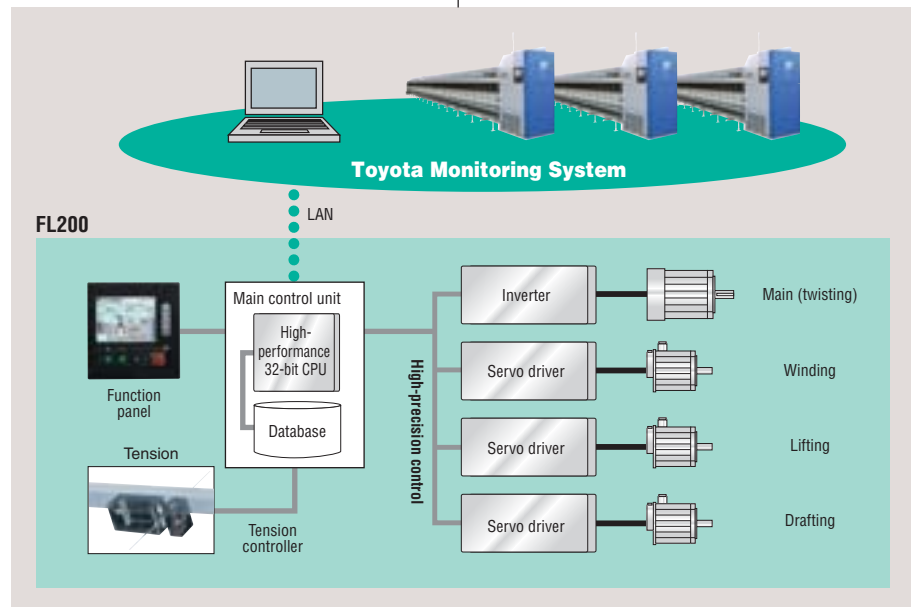 Toyota Monitoring System
LAN
FL200
Main control unit
High-
performance
32-bit CPU
Database
Function
panel
Tension
Tension
controller
High-precision control
Inverter
Main (twisting)
Servo driver
Winding
Servo driver
Lifting
Servo driver
Drafting